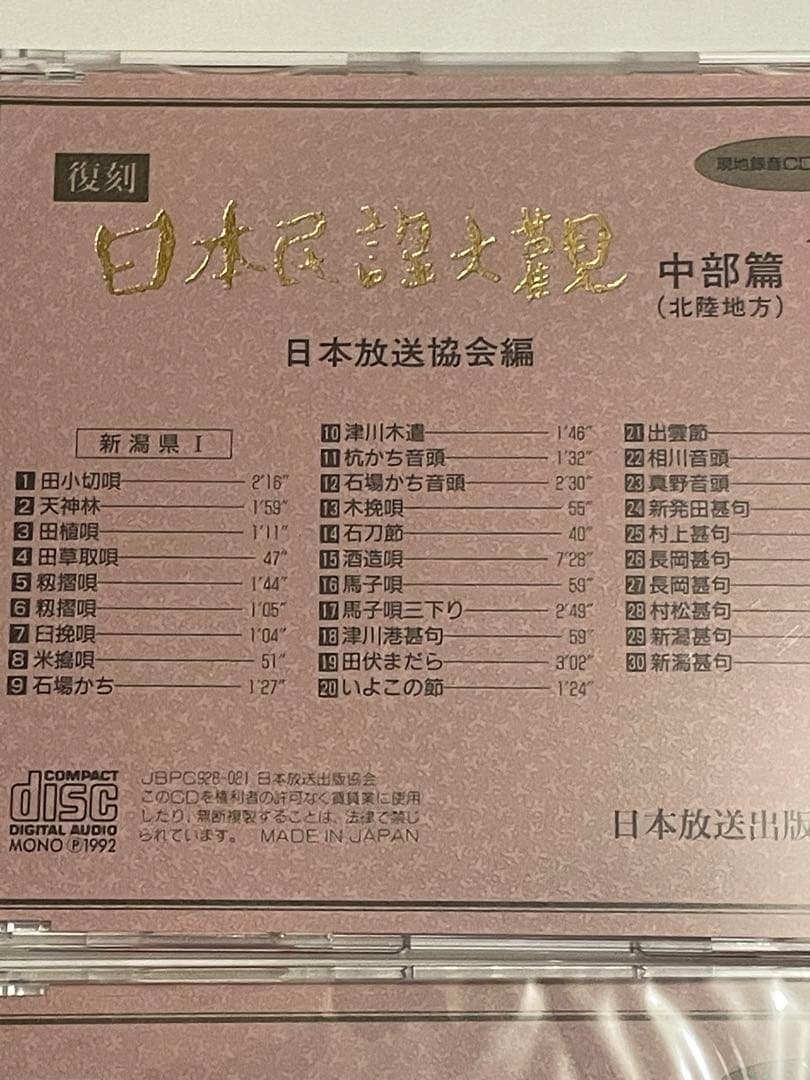 復刻
現地録音CD
日本民謡大觀
中部篇
(北陸地方)
日本放送協会編
新潟県 I
1 田小切唄 2'16"
2 天神林 1'59"
3 田植唄 1'11"
4 田草取唄 47"
5 籾摺唄 1'44"
6 籾摺唄 1'05"
7 臼挽唄 1'04"
8 米搗唄 51"
9 石場かち 1'27"
10 津川木遣 1'46"
11 杭かち音頭 1'32"
12 石場かち音頭 2'30"
13 木挽唄 55"
14 石刀節 40"
15 酒造唄 7'28"
16 馬子唄 59"
17 馬子唄三下り 2'49"
18 津川港甚句 59"
19 田伏まだら 3'02"
20 いよこの節 1'24"
21 出雲節
22 相川音頭
23 真野音頭
24 新発田甚句
25 村上甚句
26 長岡甚句
27 長岡甚句
28 村松甚句
29 新潟甚句
30 新潟甚句
COMPACT
disc
DIGITAL AUDIO
MONO Ⓟ1992
JBPC928-021 日本放送出版協会
このCDを権利者の許可なく賃貸業に使用
したり、無断複製することは、法律で禁じ
られています。 MADE IN JAPAN
日本放送出版